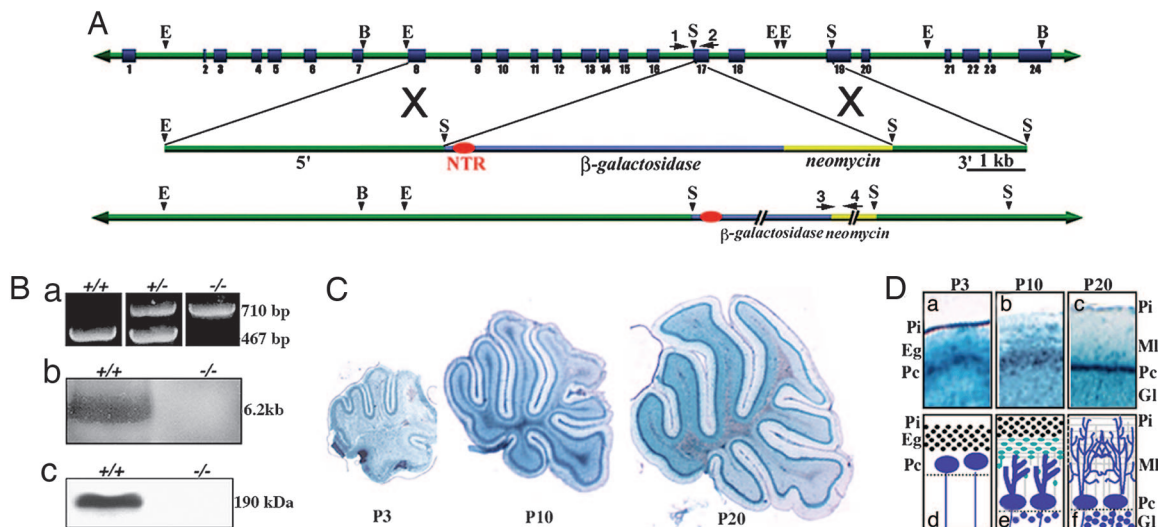 A
E B E 1 S 2 E E S E B
1 2 3 4 5 6 7 8 9 10 11 12 13 14 15 16 17 18 19 20 21 22 23 24
X X
E S S S
5' NTR β-galactosidase neomycin 3' 1 kb
E B E S 3 4 S S
β-galactosidase neomycin
B
a +/+ +/- -/-
710 bp
467 bp
b +/+ -/-
6.2kb
c +/+ -/-
190 kDa
C
P3 P10 P20
D P3 P10 P20
a b c
Pi Pi
Eg Ml
Pc Pc
Gl
Pi Pi
Eg
Pc Ml
Pc
d e f Gl